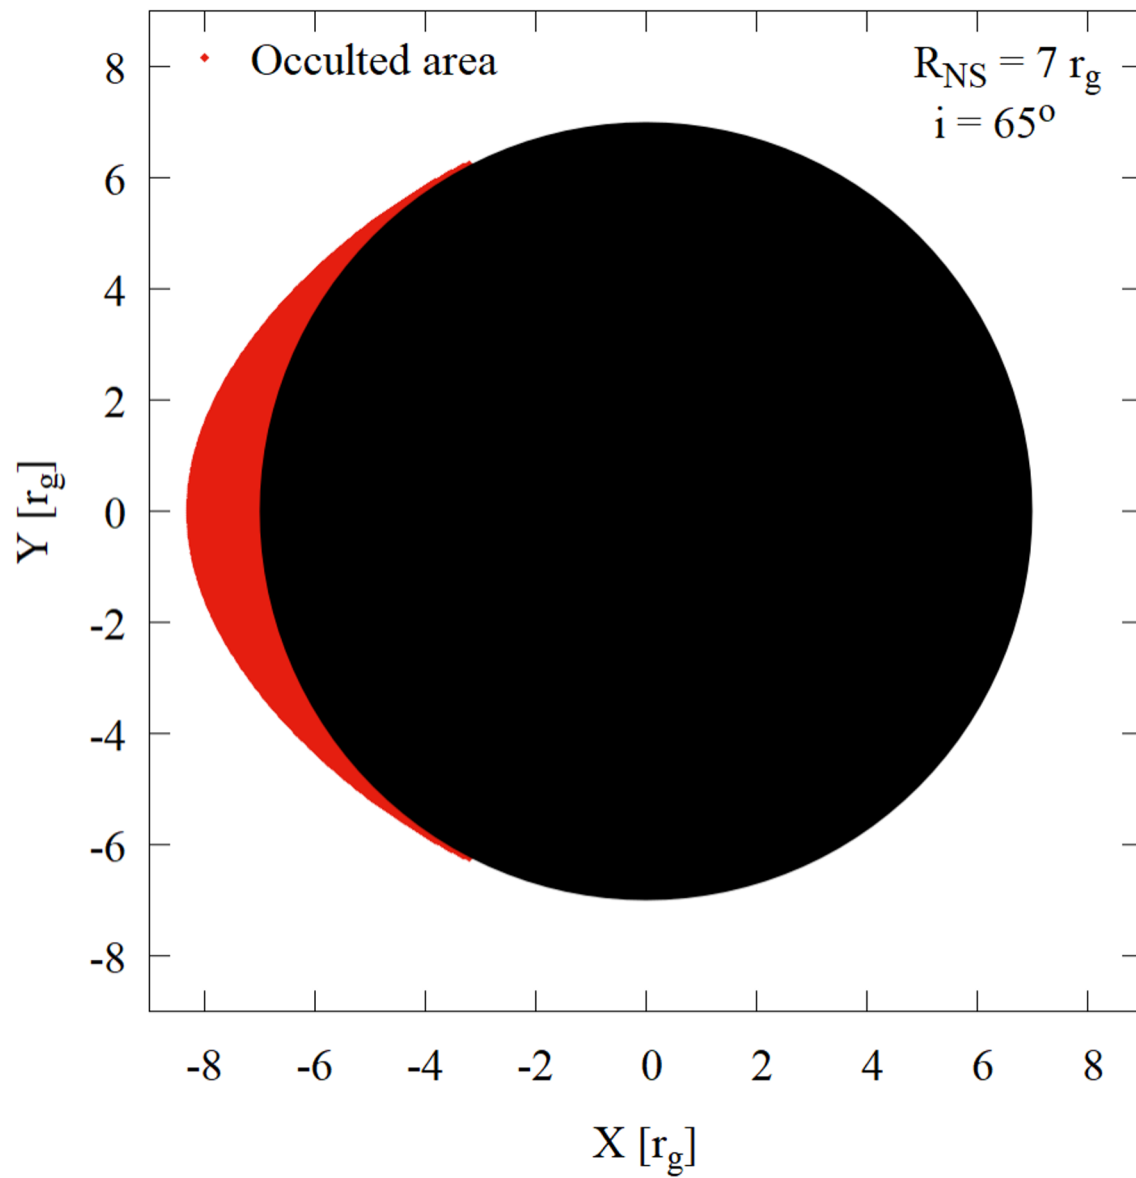 Occulted area
R_NS = 7 r_g
i = 65°
8
6
4
2
0
-2
-4
-6
-8
Y [r_g]
-8 -6 -4 -2 0 2 4 6 8
X [r_g]